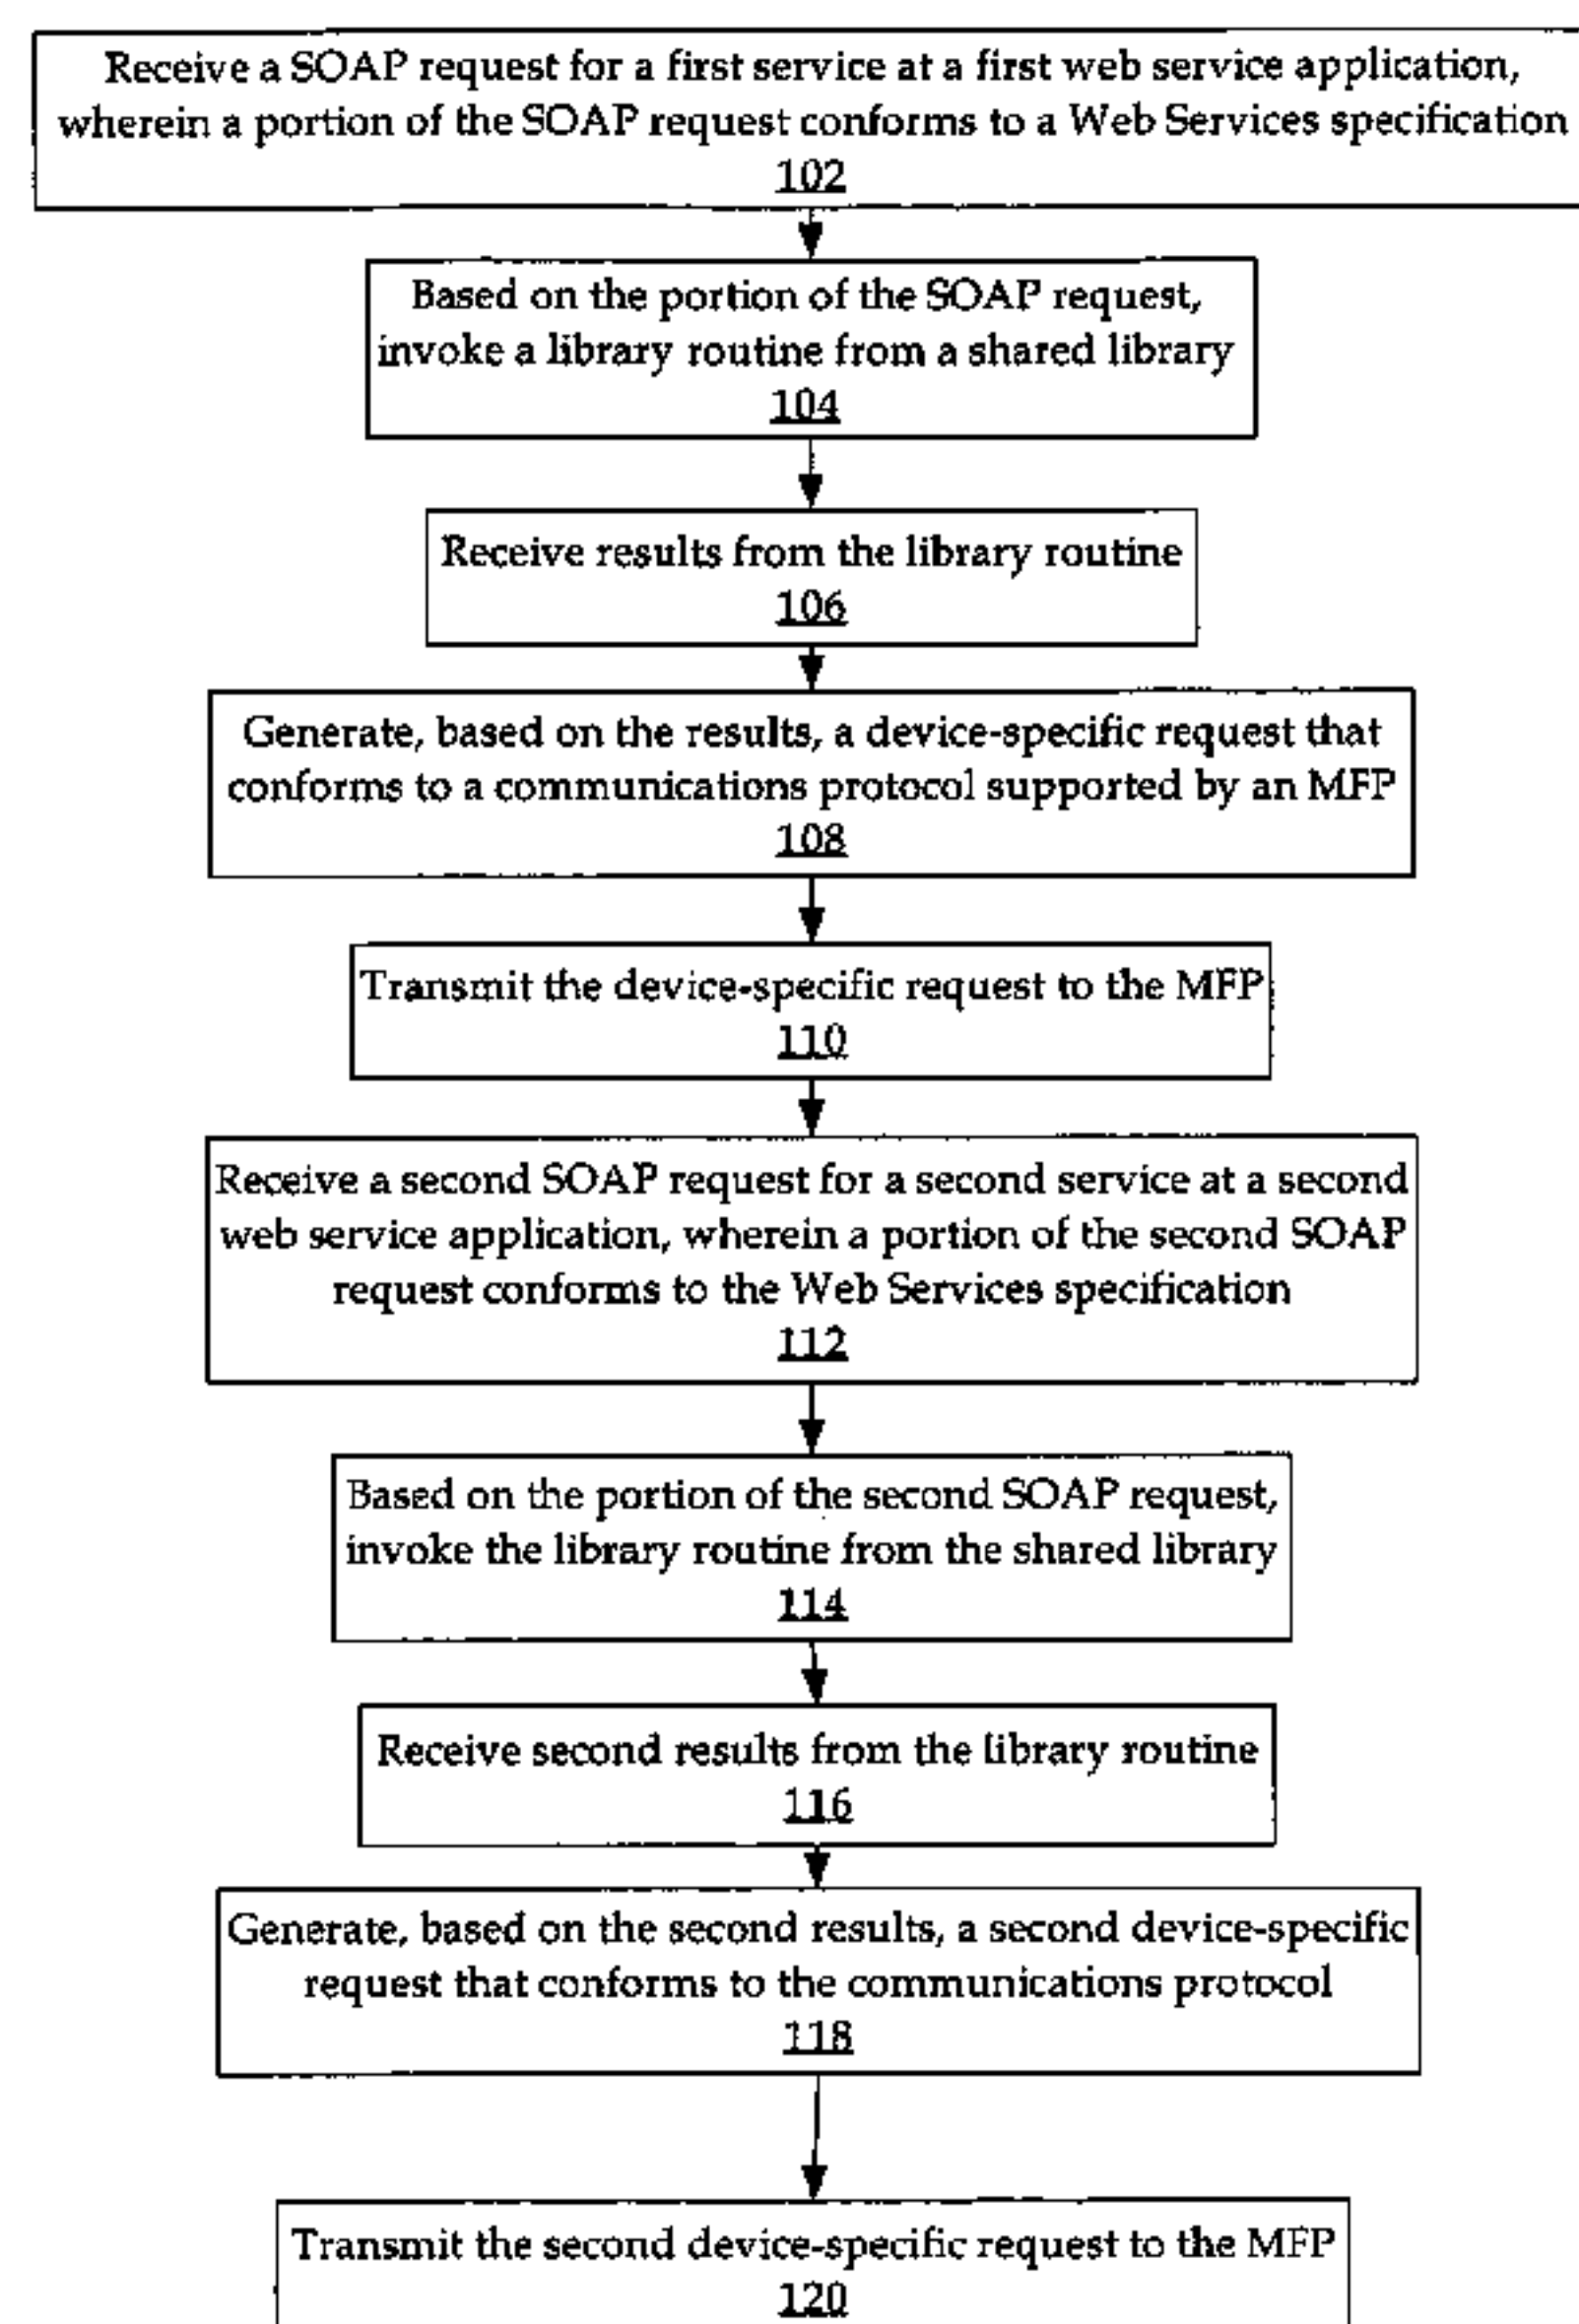 Receive a SOAP request for a first service at a first web service application,
wherein a portion of the SOAP request conforms to a Web Services specification
102
Based on the portion of the SOAP request,
invoke a library routine from a shared library
104
Receive results from the library routine
106
Generate, based on the results, a device-specific request that
conforms to a communications protocol supported by an MFP
108
Transmit the device-specific request to the MFP
110
Receive a second SOAP request for a second service at a second
web service application, wherein a portion of the second SOAP
request conforms to the Web Services specification
112
Based on the portion of the second SOAP request,
invoke the library routine from the shared library
114
Receive second results from the library routine
116
Generate, based on the second results, a second device-specific
request that conforms to the communications protocol
118
Transmit the second device-specific request to the MFP
120